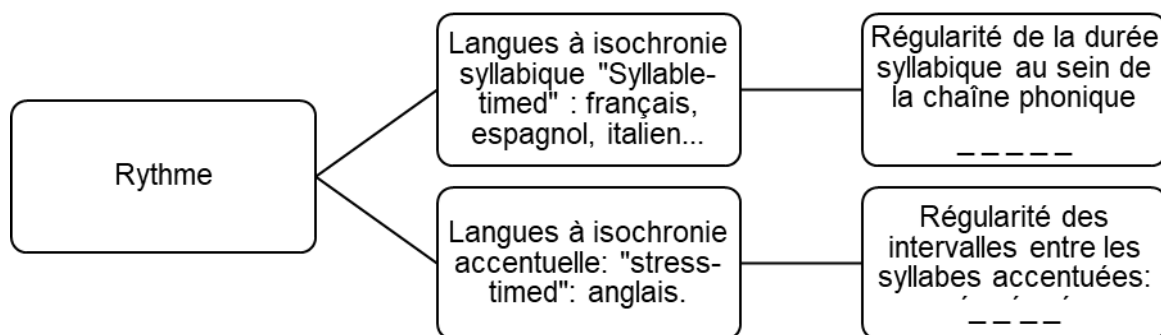 Rythme
Langues à isochronie
syllabique "Syllable-
timed" : français,
espagnol, italien...
Régularité de la durée
syllabique au sein de
la chaîne phonique
_ _ _ _ _
Langues à isochronie
accentuelle: "stress-
timed": anglais.
Régularité des
intervalles entre les
syllabes accentuées:
_ _ _ _